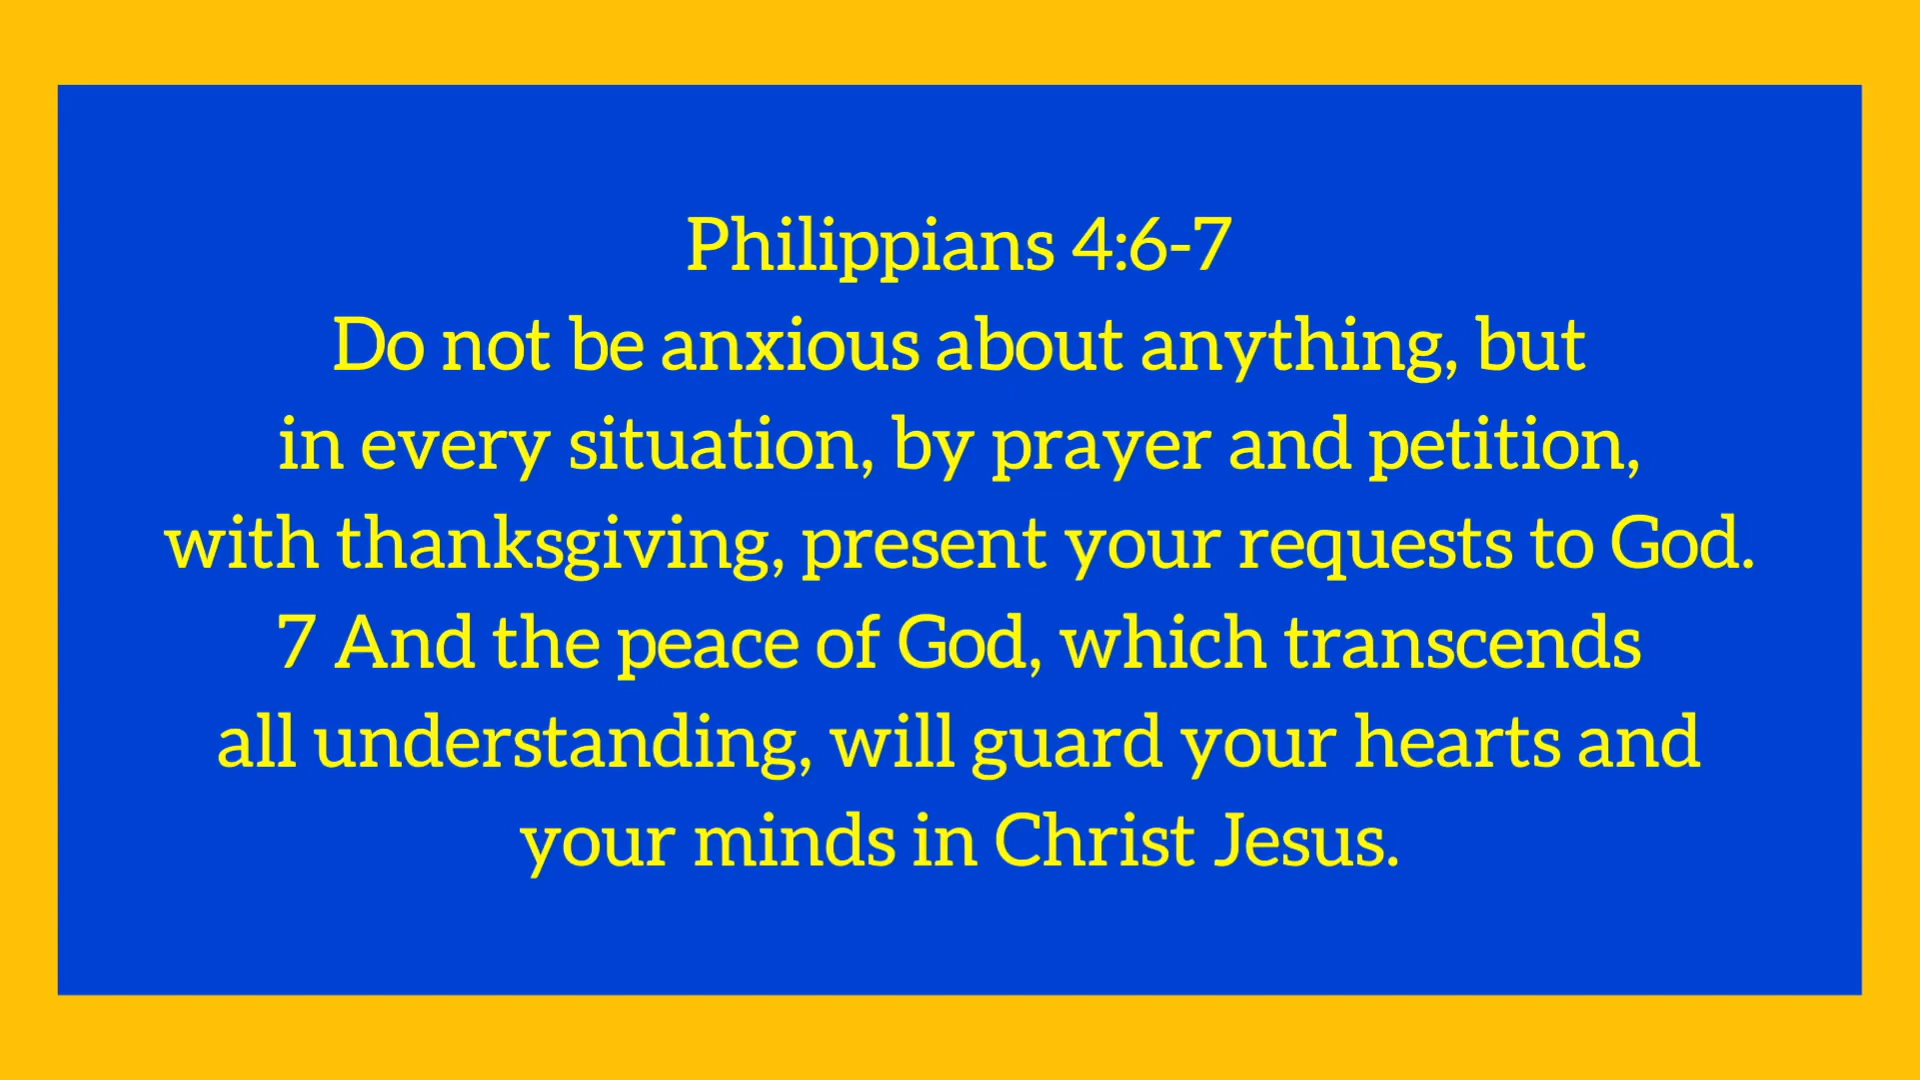 Philippians 4:6-7
Do not be anxious about anything, but
in every situation, by prayer and petition,
with thanksgiving, present your requests to God.
7 And the peace of God, which transcends
all understanding, will guard your hearts and
your minds in Christ Jesus.